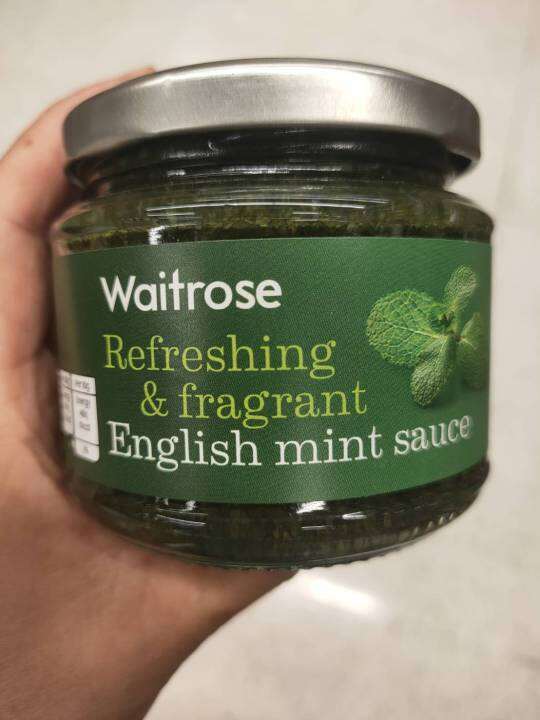 Waitrose
Refreshing
& fragrant
English mint sauce